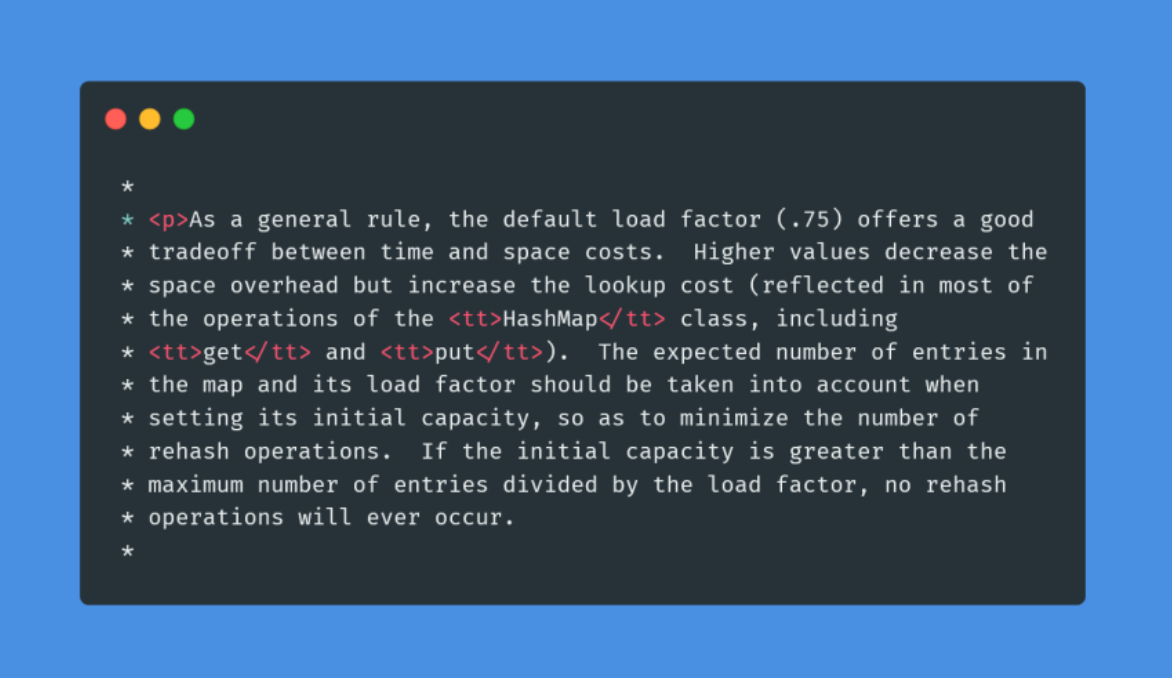 *
* <p>As a general rule, the default load factor (.75) offers a good
* tradeoff between time and space costs.  Higher values decrease the
* space overhead but increase the lookup cost (reflected in most of
* the operations of the <tt>HashMap</tt> class, including
* <tt>get</tt> and <tt>put</tt>).  The expected number of entries in
* the map and its load factor should be taken into account when
* setting its initial capacity, so as to minimize the number of
* rehash operations.  If the initial capacity is greater than the
* maximum number of entries divided by the load factor, no rehash
* operations will ever occur.
*